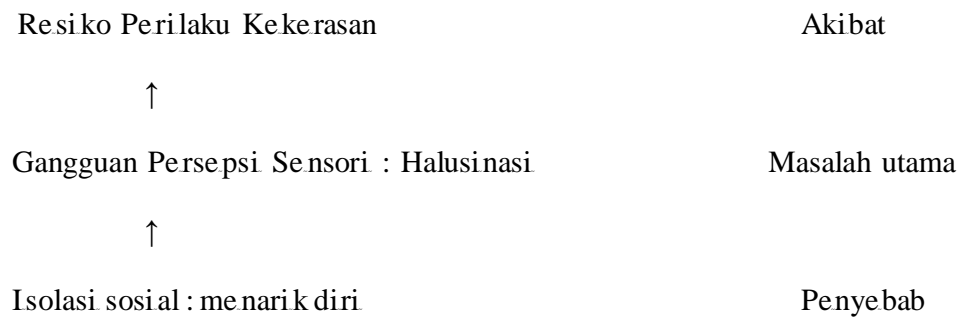 Resiko Perilaku Kekerasan Akibat
↑
Gangguan Persepsi Sensori : Halusinasi Masalah utama
↑
Isolasi sosial : menarik diri Penyebab